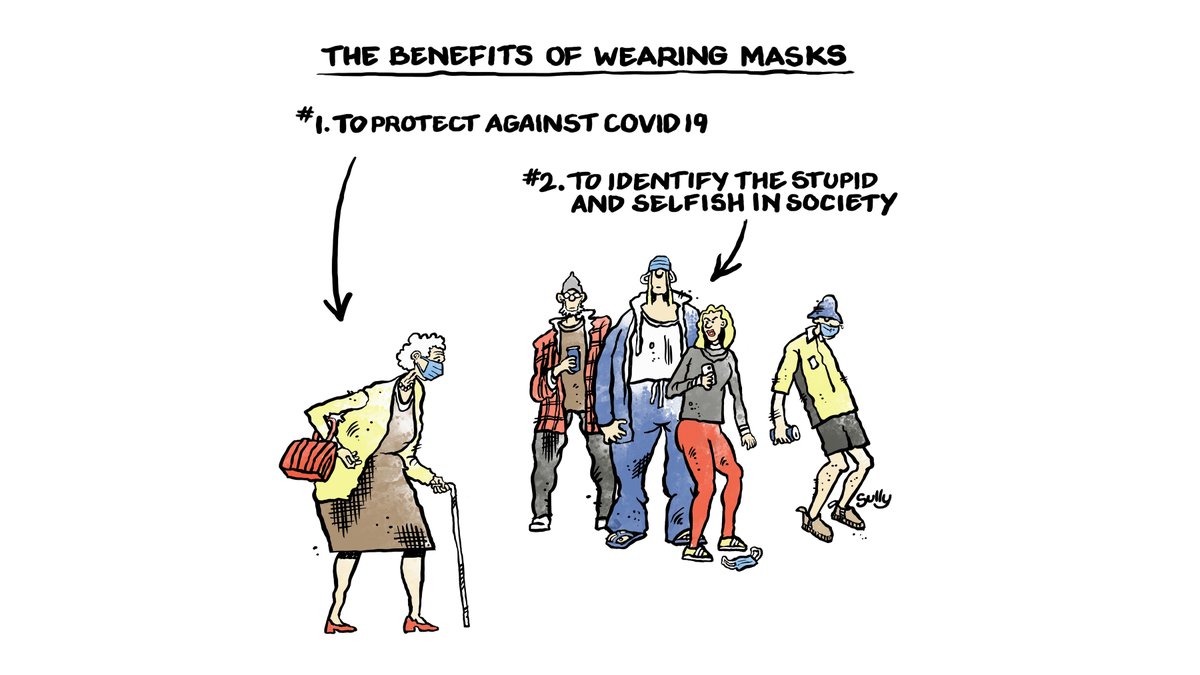 THE BENEFITS OF WEARING MASKS
#1. TO PROTECT AGAINST COVID 19
#2. TO IDENTIFY THE STUPID
AND SELFISH IN SOCIETY
Sully